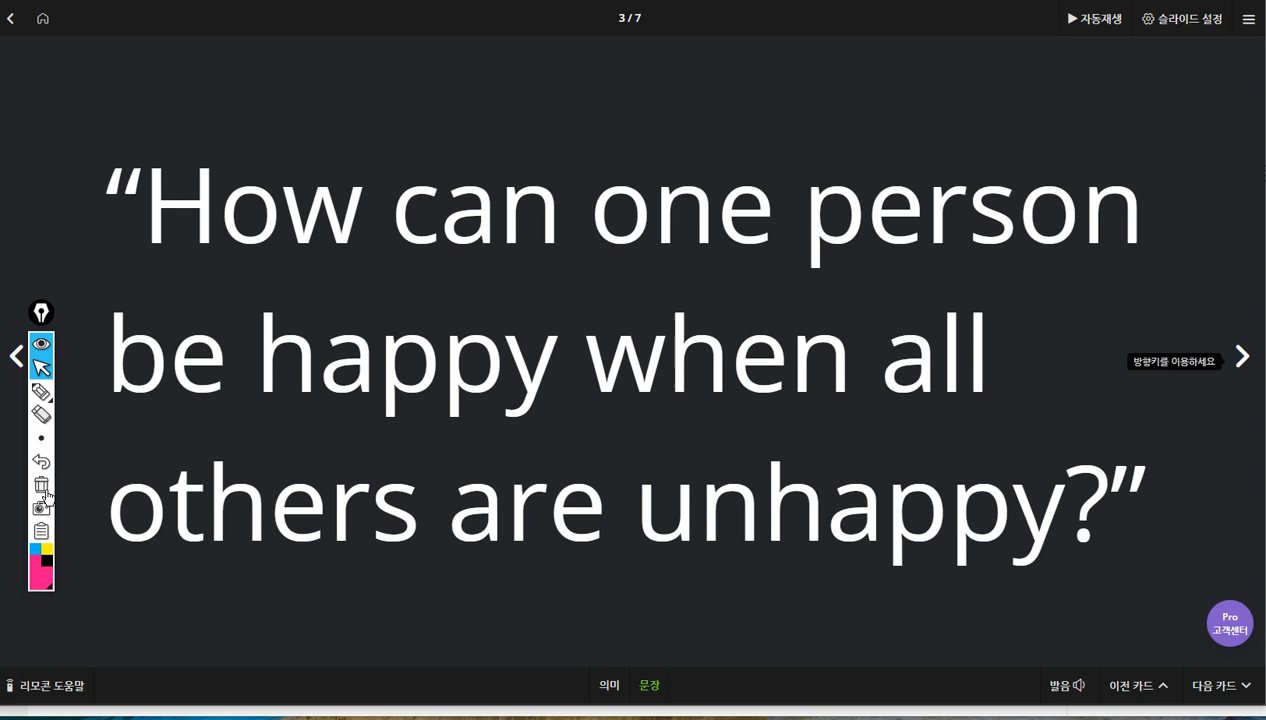 3 / 7
자동재생
슬라이드 설정
“How can one person
be happy when all
others are unhappy?”
방향키를 이용하세요
Pro
고객센터
리모콘 도움말
의미
문장
발음
이전 카드
다음 카드